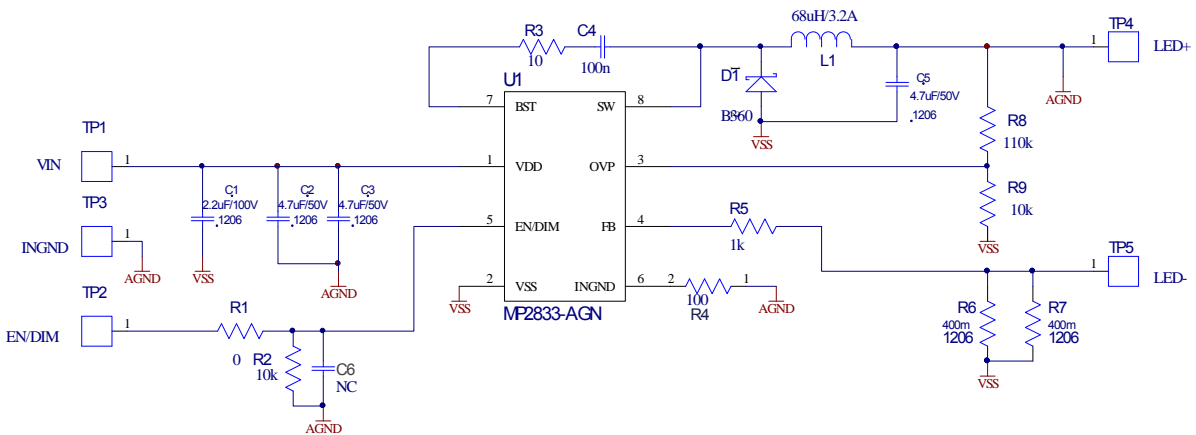 68uH/3.2A
TP4
R3
C4
1
LED+
L1
10
100n
U1
D1
C5
4.7uF/50V
1206
AGND
7
BST
SW
8
B360
VSS
R8
110k
TP1
VIN
1
1
VDD
OVP
3
C1
2.2uF/100V
1206
C2
4.7uF/50V
1206
C3
4.7uF/50V
1206
R9
10k
TP3
INGND
1
5
EN/DIM
FB
4
R5
1k
VSS
TP5
1
LED-
AGND
VSS
AGND
TP2
2
VSS
VSS
INGND
6
2
100
R4
1
AGND
MP2833-AGN
EN/DIM
1
R1
0
R2
10k
C6
NC
AGND
R6
400m
1206
R7
400m
1206
VSS